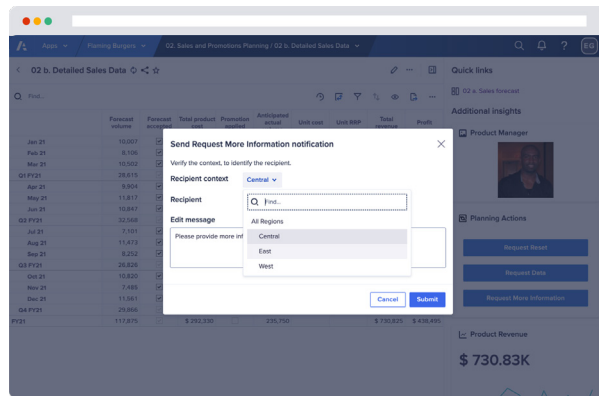 Apps
Planing Burgers
02. Sales and Promotions Planning / 02 b. Detailed Sales Data
EG
02 b. Detailed Sales Data
Quick links
Find...
02 e. Sales forecast
Additional insights
Forecast volume
Forecast accepted
Total product cost
Promotion applied
Anticipated actual
Unit cost
Unit RRP
Total revenue
Profit
Product Manager
Jan 21 10,007
Feb 21 8,106
Mar 21 10,502
Q1 FY21 28,615
Apr 21 9,904
May 21 11,817
Jun 21 10,847
Q2 FY21 32,568
Jul 21 7,101
Aug 21 11,473
Sep 21 8,252
Q3 FY21 26,826
Oct 21 10,820
Nov 21 7,485
Dec 21 11,561
Q4 FY21 29,866
FY21 117,875 $ 292,330 235,750 $ 730,825 $ 438,495
Send Request More Information notification
Verify the context, to identify the recipient.
Recipient context Central
Recipient
Find...
Edit message
All Regions
Please provide more inf
Central
East
West
Cancel
Submit
Planning Actions
Request Reset
Request Data
Request More Information
Product Revenue
$ 730.83K